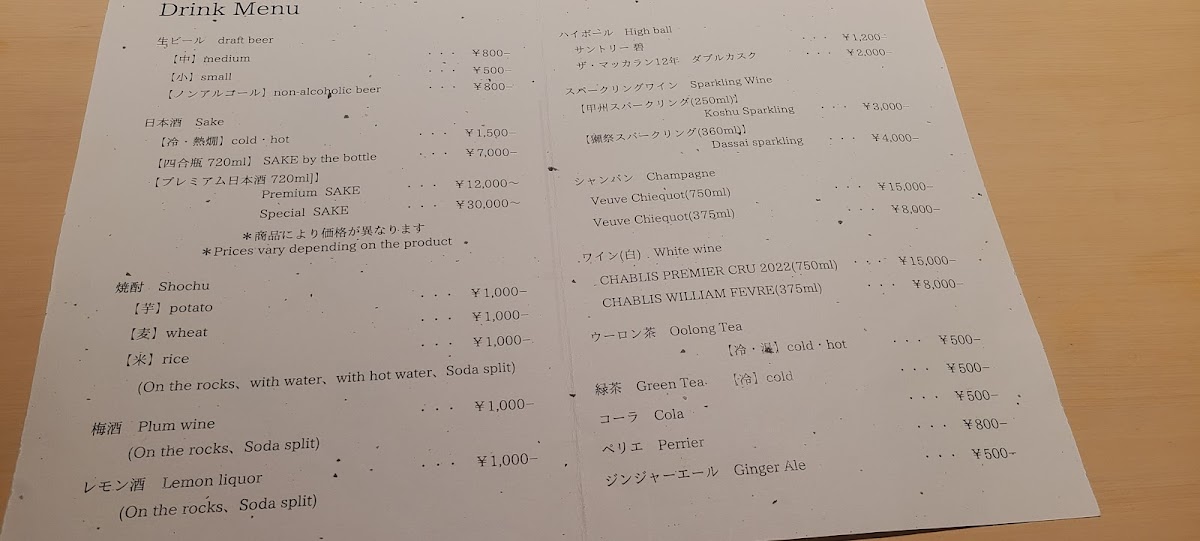 Drink Menu
生ビール draft beer
【中】medium ・・・ ¥800-
【小】small ・・・ ¥500-
【ノンアルコール】non-alcoholic beer ・・・ ¥800-
日本酒 Sake
【冷・熱燗】cold・hot ・・・ ¥1,500-
【四合瓶 720ml】 SAKE by the bottle ・・・ ¥7,000-
【プレミアム日本酒 720ml]】
Premium SAKE ・・・ ¥12,000~
Special SAKE ・・・ ¥30,000~
＊商品により価格が異なります
＊Prices vary depending on the product
焼酎 Shochu
【芋】potato ・・・ ¥1,000-
【麦】wheat ・・・ ¥1,000-
【米】rice ・・・ ¥1,000-
(On the rocks、with water、with hot water、Soda split)
梅酒 Plum wine ・・・ ¥1,000-
(On the rocks、Soda split)
レモン酒 Lemon liquor ・・・ ¥1,000-
(On the rocks、Soda split)
ハイボール High ball
サントリー 碧 ・・・ ¥1,200-
ザ・マッカラン12年 ダブルカスク ・・・ ¥2,000-
スパークリングワイン Sparkling Wine
【甲州スパークリング(250ml)】
Koshu Sparkling ・・・ ¥3,000-
【獺祭スパークリング(360ml)】
Dassai sparkling ・・・ ¥4,000-
シャンパン Champagne
Veuve Chiequot(750ml) ・・・ ¥15,000-
Veuve Chiequot(375ml) ・・・ ¥8,000-
ワイン(白) . White wine
CHABLIS PREMIER CRU 2022(750ml) ・・・ ¥15,000-
CHABLIS WILLIAM FEVRE(375ml) ・・・ ¥8,000-
ウーロン茶 Oolong Tea
【冷・温】cold・hot ・・・ ¥500-
緑茶 Green Tea 【冷】cold ・・・ ¥500-
コーラ Cola ・・・ ¥500-
ペリエ Perrier ・・・ ¥800-
ジンジャーエール Ginger Ale ・・・ ¥500-